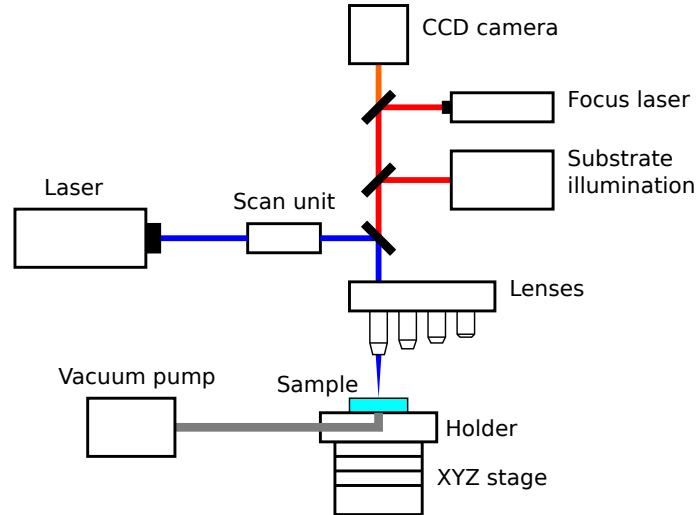 CCD camera
Focus laser
Substrate
illumination
Laser
Scan unit
Lenses
Vacuum pump
Sample
Holder
XYZ stage